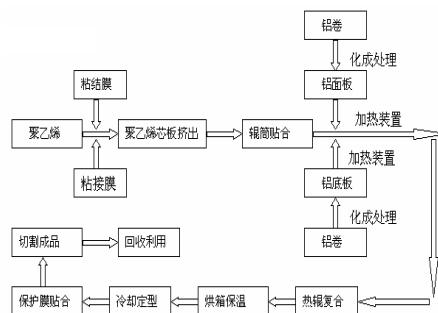 铝卷
化成处理
粘结膜
铝面板
加热装置
聚乙烯
聚乙烯芯板挤出
辊筒贴合
加热装置
粘接膜
铝底板
化成处理
切割成品
回收利用
铝卷
保护膜贴合
冷却定型
烘箱保温
热辊复合